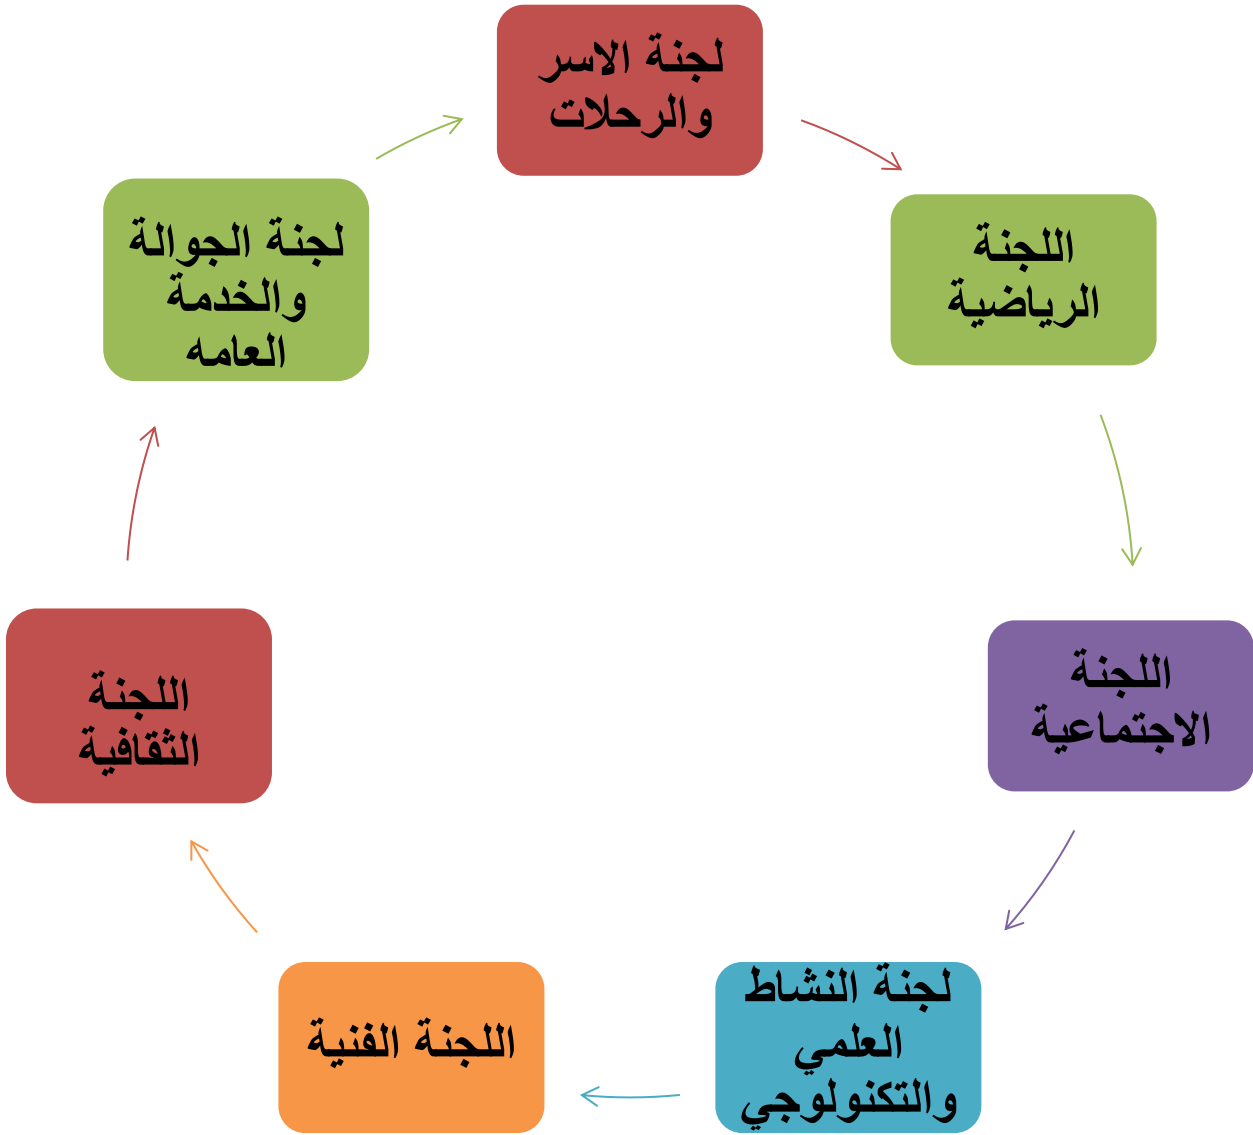 لجنة الاسر
والرحلات
اللجنة
الرياضية
اللجنة
الاجتماعية
لجنة النشاط
العلمي
والتكنولوجي
اللجنة الفنية
اللجنة
الثقافية
لجنة الجوالة
والخدمة
العامه